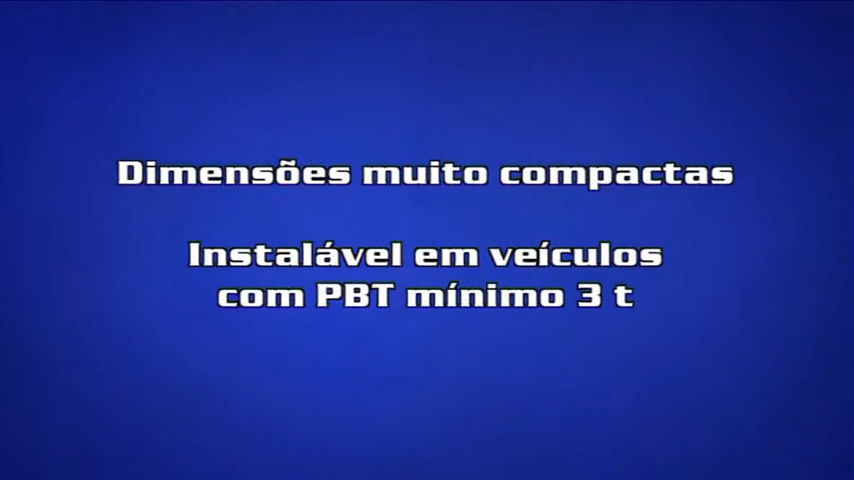 Dimensões muito compactas
Instalável em veículos
com PBT mínimo 3 t